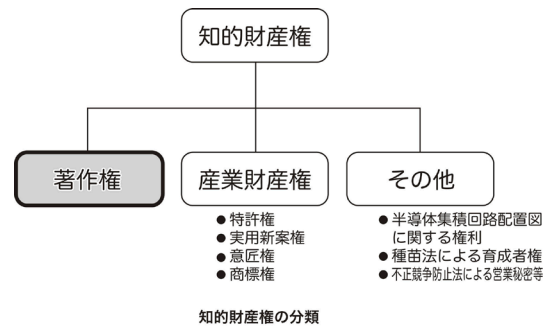 知的財産権
著作権
産業財産権
● 特許権
● 実用新案権
● 意匠権
● 商標権
その他
● 半導体集積回路配置図
に関する権利
● 種苗法による育成者権
● 不正競争防止法による営業秘密等
知的財産権の分類